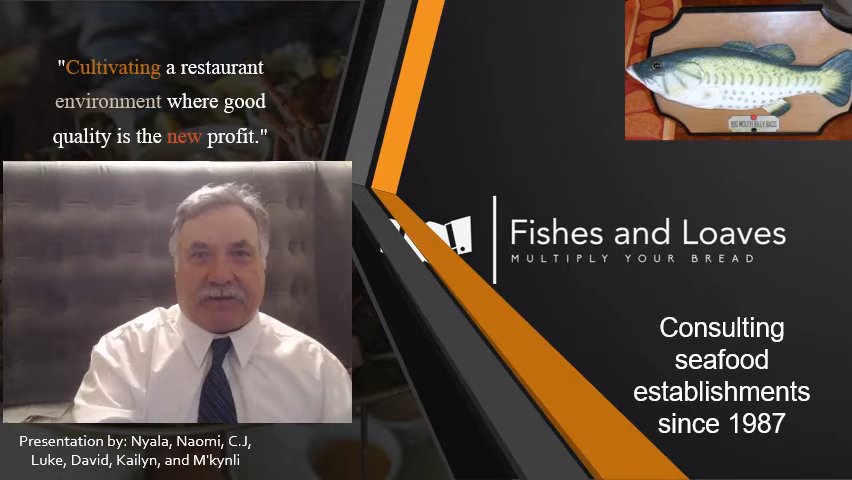 "Cultivating a restaurant
environment where good
quality is the new profit."
BIG MOUTH BILLY BASS
Fishes and Loaves
MULTIPLY YOUR BREAD
Consulting
seafood
establishments
since 1987
Presentation by: Nyala, Naomi, C.J,
Luke, David, Kailyn, and M'kynli